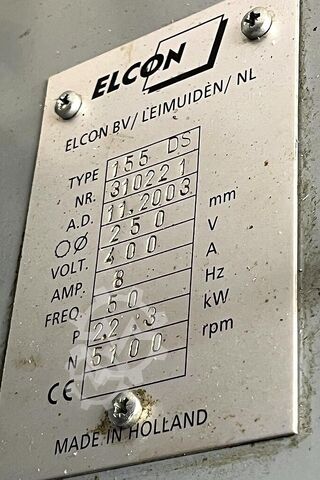 ELCON
ELCON BV/ LEIMUIDEN/ NL
TYPE 155 DS
NR. 310221
A.D. 11.2003
○∅ 250 mm
VOLT. 400 V
AMP. 8 A
FREQ. 50 Hz
P 2,2/3 kW
N 5100 rpm
CE
MADE IN HOLLAND